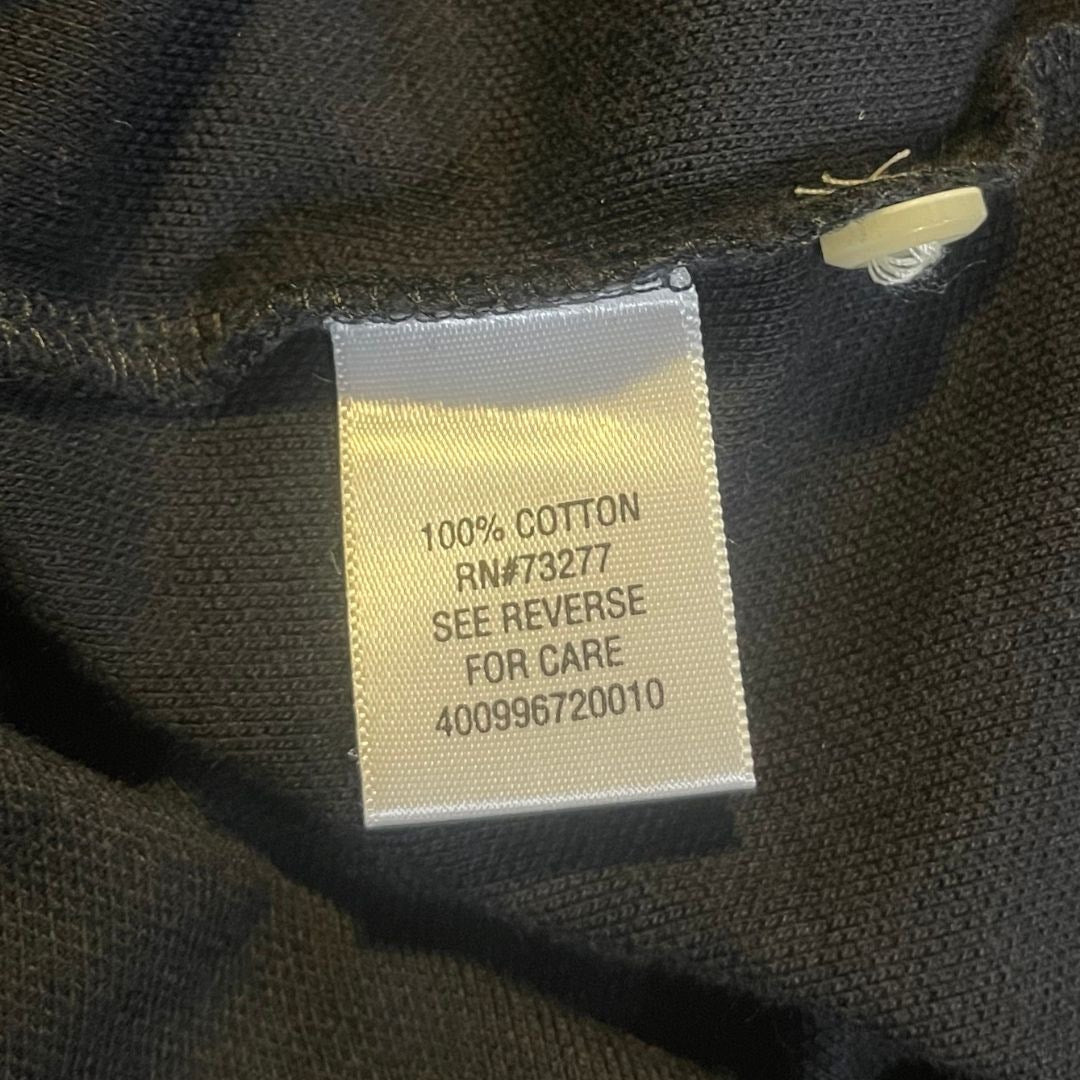 100% COTTON
RN#73277
SEE REVERSE
FOR CARE
400996720010